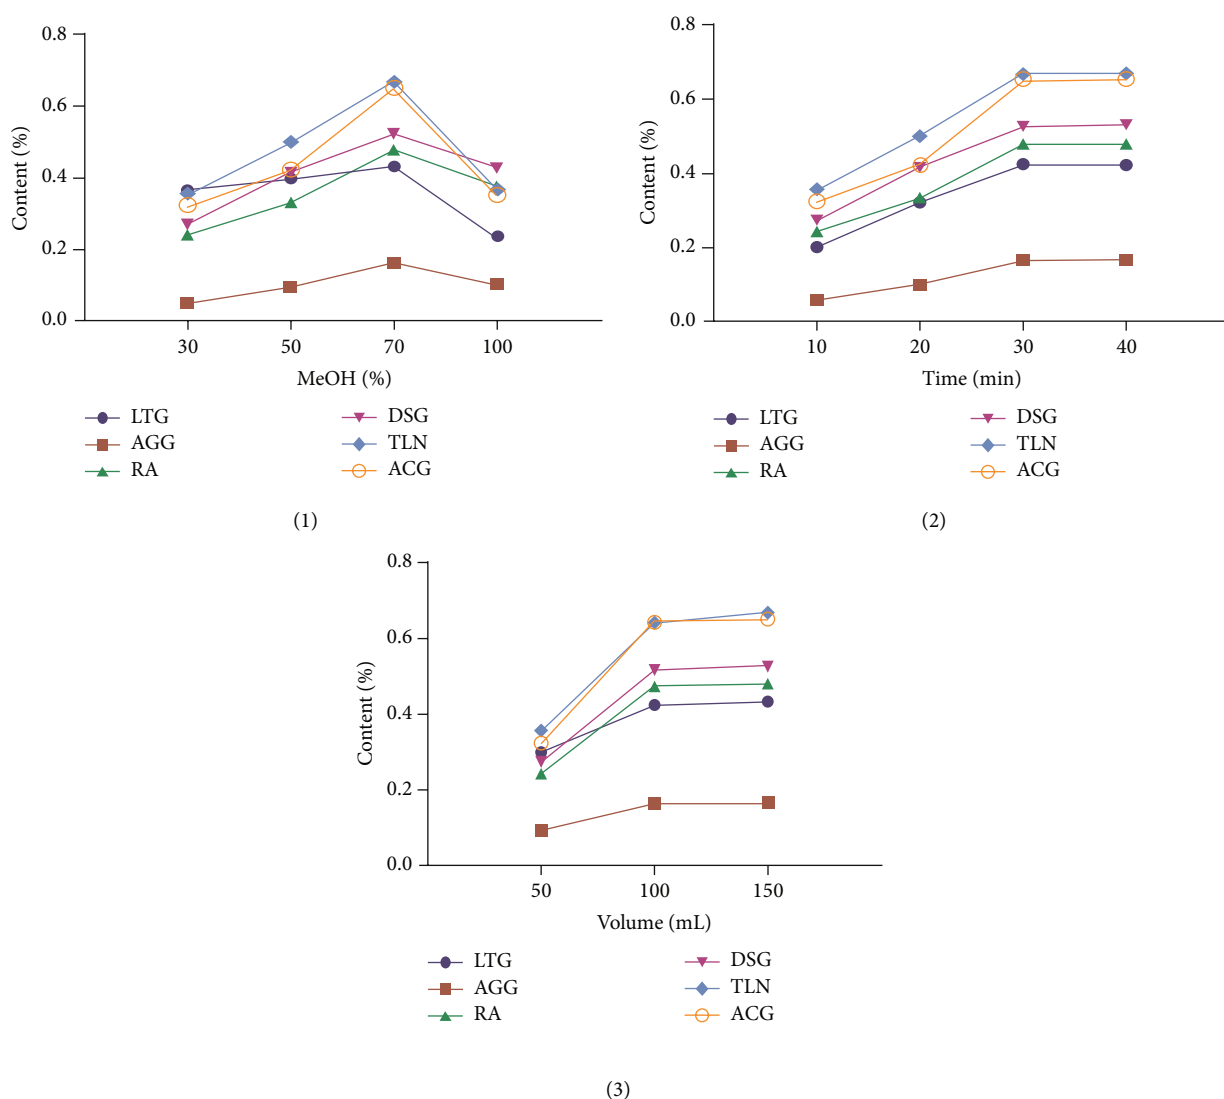 0.8
0.6
0.4
0.2
0.0
Content (%)
30 50 70 100
MeOH (%)
LTG DSG
AGG TLN
RA ACG
(1)
0.8
0.6
0.4
0.2
0.0
Content (%)
10 20 30 40
Time (min)
LTG DSG
AGG TLN
RA ACG
(2)
0.8
0.6
0.4
0.2
0.0
Content (%)
50 100 150
Volume (mL)
LTG DSG
AGG TLN
RA ACG
(3)